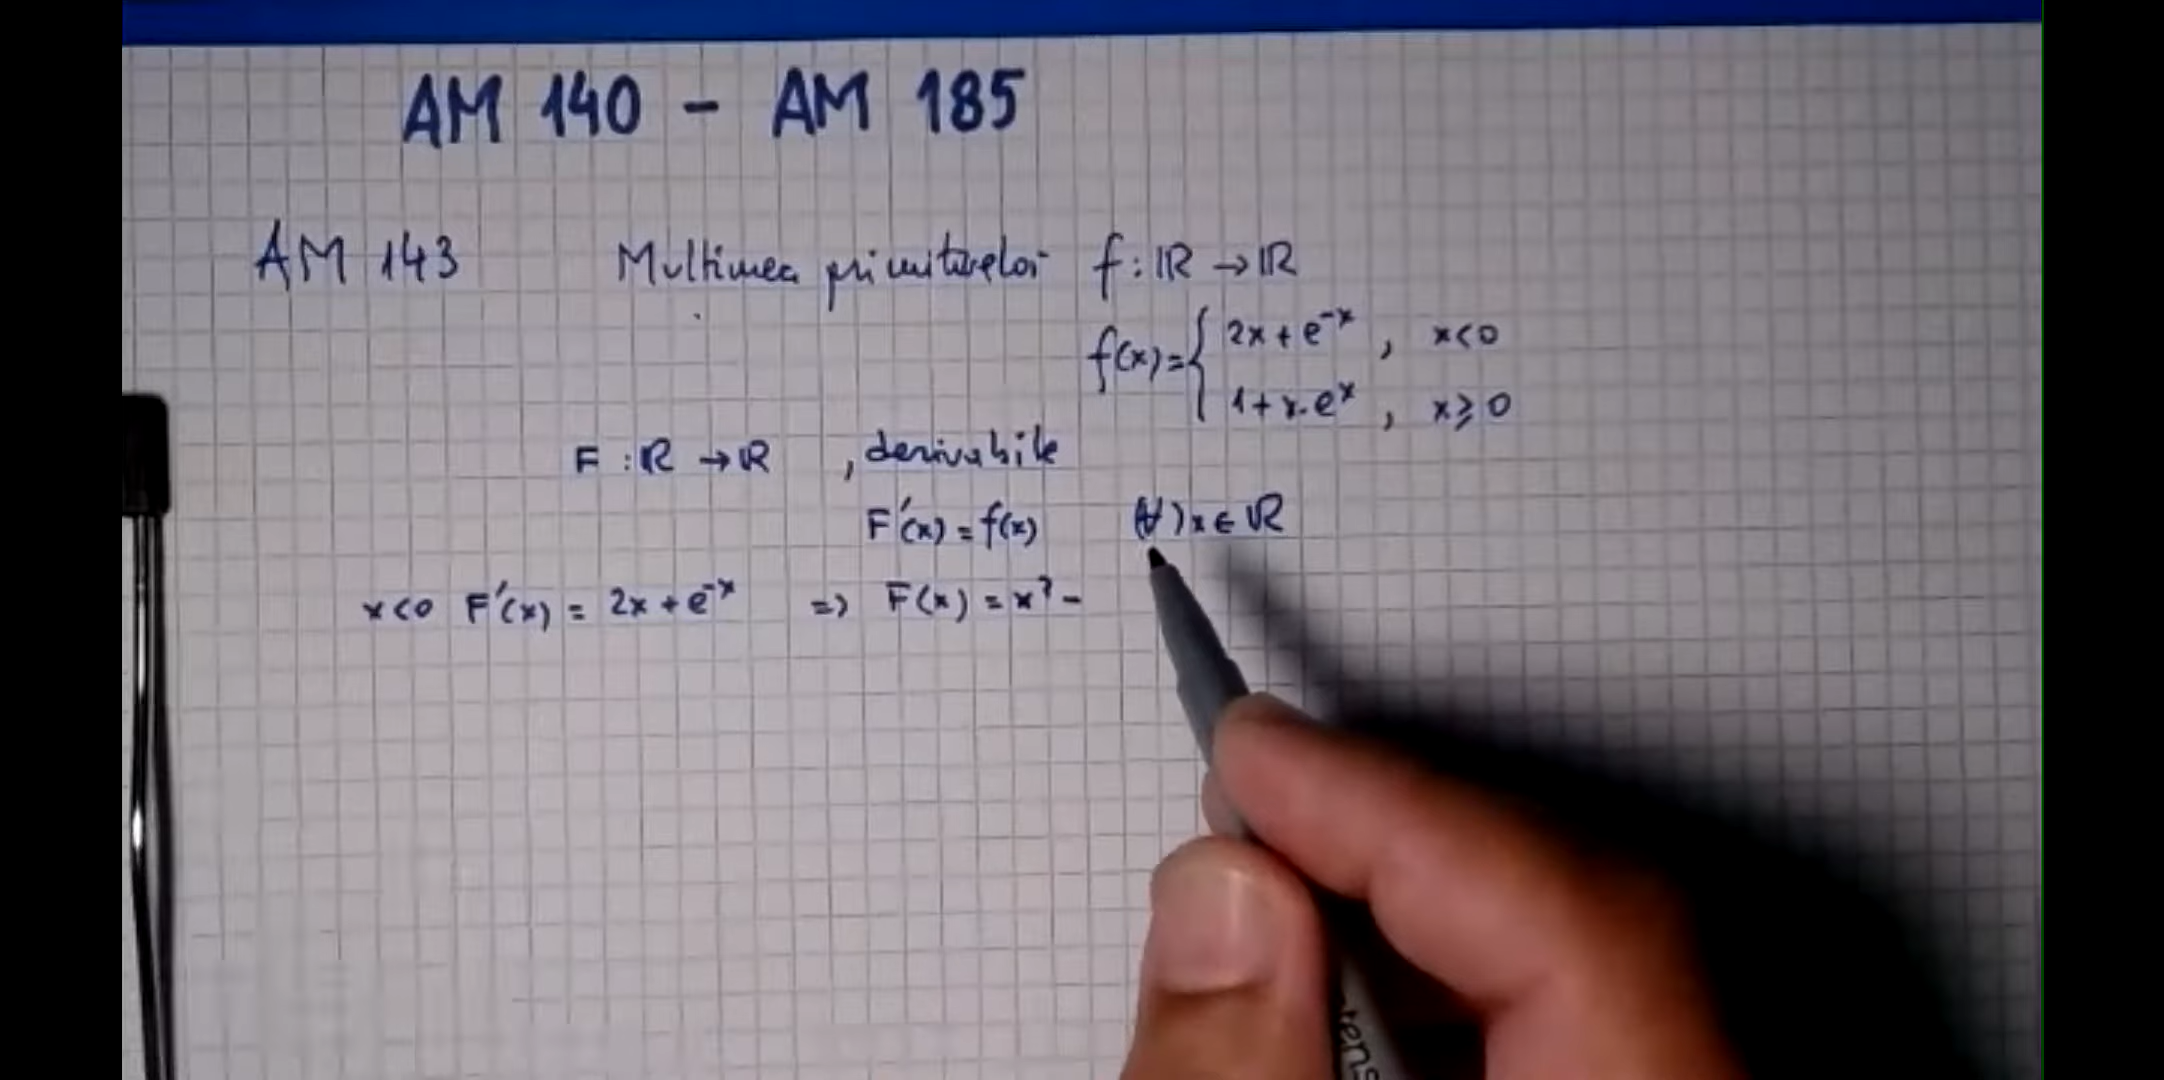 AM 140 - AM 185
AM 143 Multimea primitivelor f : ℝ → ℝ
f(x) = { 2x + e^{-x} , x < 0
1 + x · e^x , x ⩾ 0
F : ℝ → ℝ , derivabile
F'(x) = f(x) (∀) x ∈ ℝ
x < 0 F'(x) = 2x + e^{-x} => F(x) = x² -